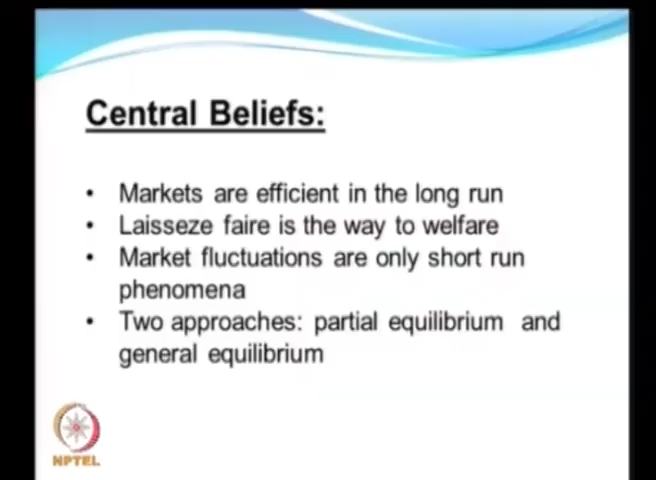 Central Beliefs:
• Markets are efficient in the long run
• Laisseze faire is the way to welfare
• Market fluctuations are only short run
phenomena
• Two approaches: partial equilibrium and
general equilibrium
NPTEL